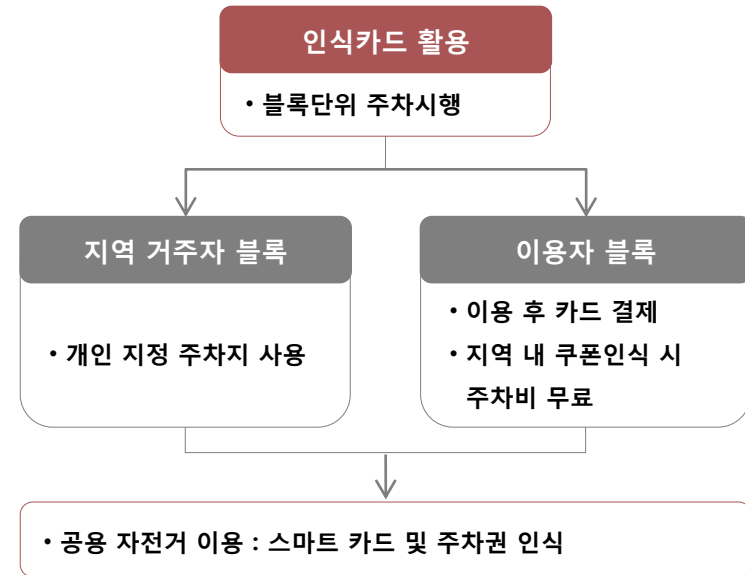 인식카드 활용
• 블록단위 주차시행
지역 거주자 블록
• 개인 지정 주차지 사용
이용자 블록
• 이용 후 카드 결제
• 지역 내 쿠폰인식 시
주차비 무료
• 공용 자전거 이용 : 스마트 카드 및 주차권 인식